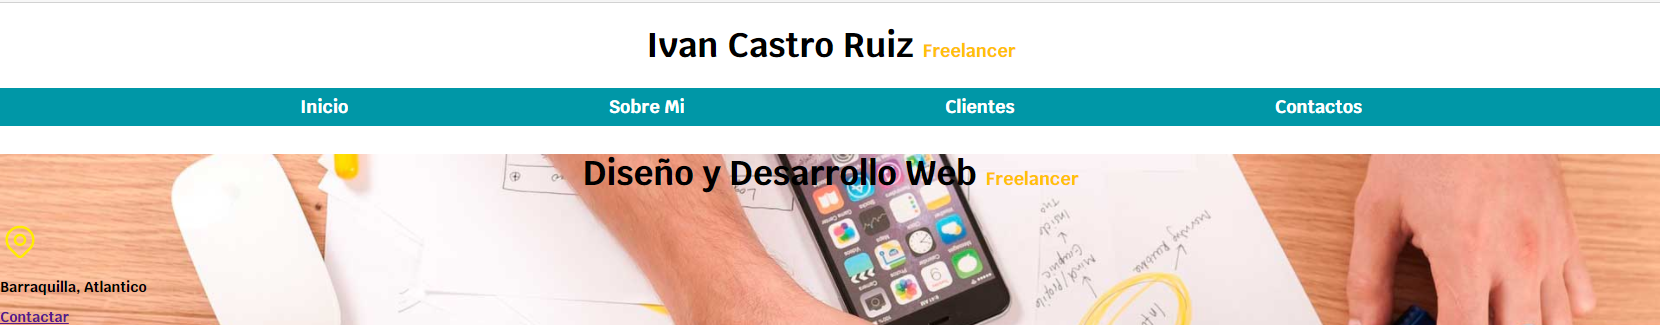 Ivan Castro Ruiz Freelancer
Inicio Sobre Mi Clientes Contactos
Diseño y Desarrollo Web Freelancer
Barraquilla, Atlantico
Contactar